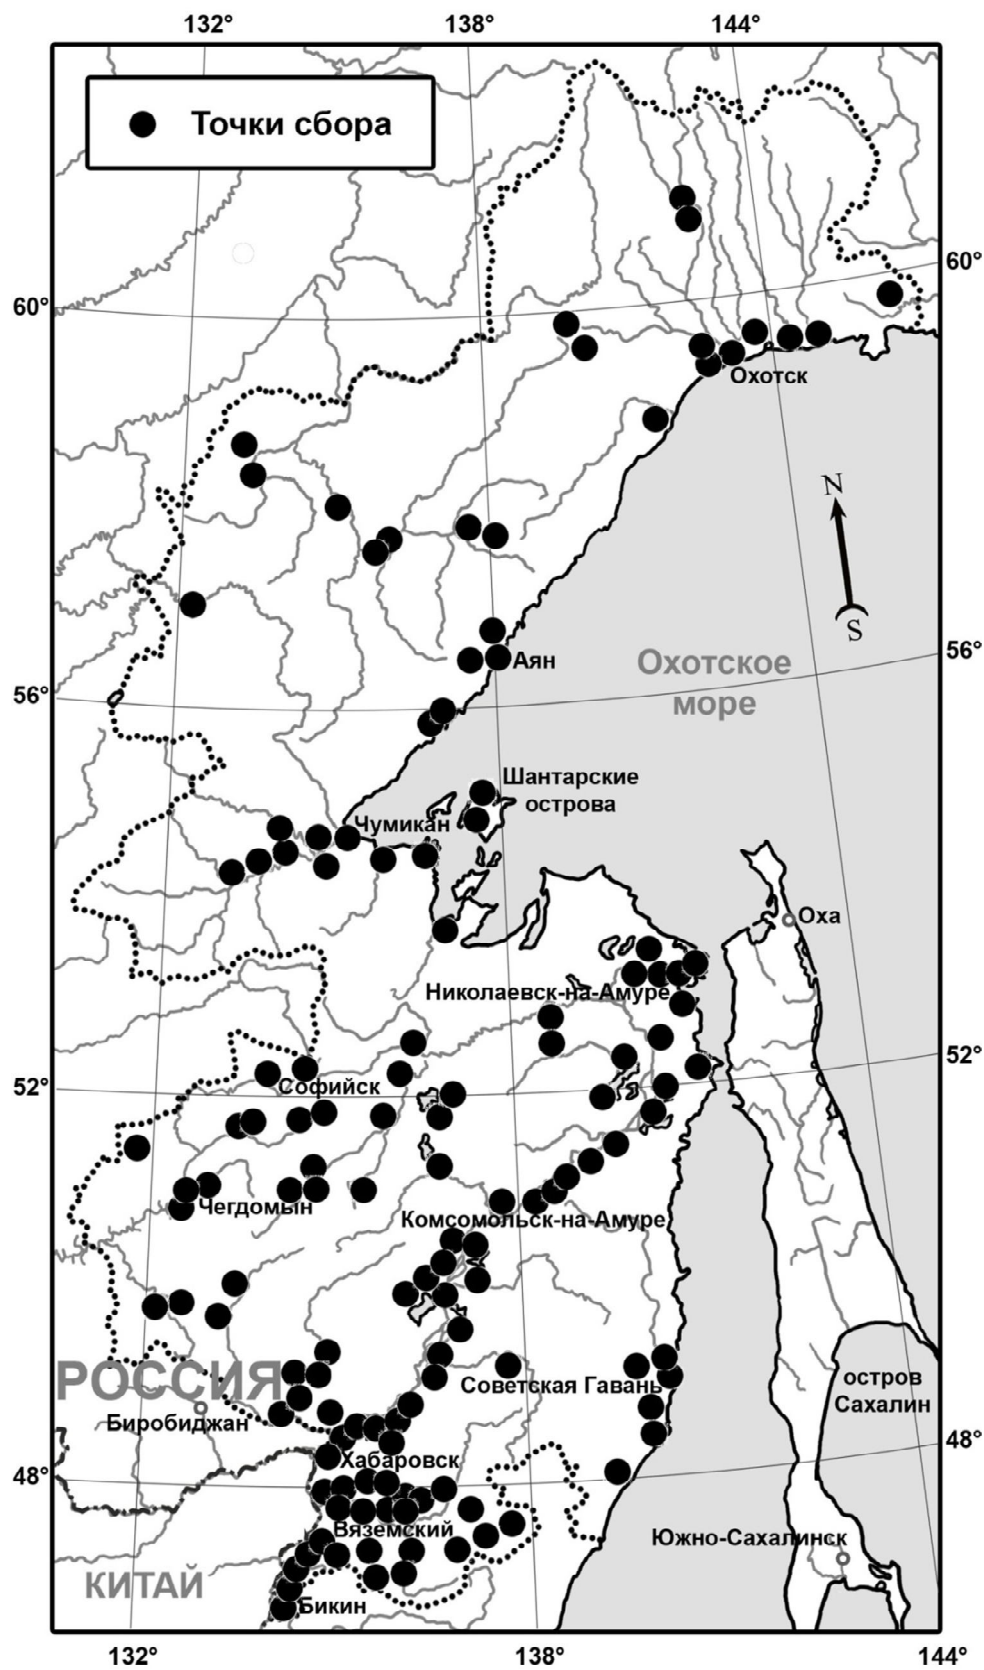 132°
138°
144°
Точки сбора
60°
60°
Охотск
N
S
Аян
Охотское
море
56°
56°
Шантарские
острова
Чумикан
Оха
Николаевск-на-Амуре
52°
52°
Софийск
Чегдомын
Комсомольск-на-Амуре
РОССИЯ
Советская Гавань
остров
Сахалин
Биробиджан
48°
Хабаровск
48°
Вяземский
Южно-Сахалинск
КИТАЙ
Бикин
132°
138°
144°